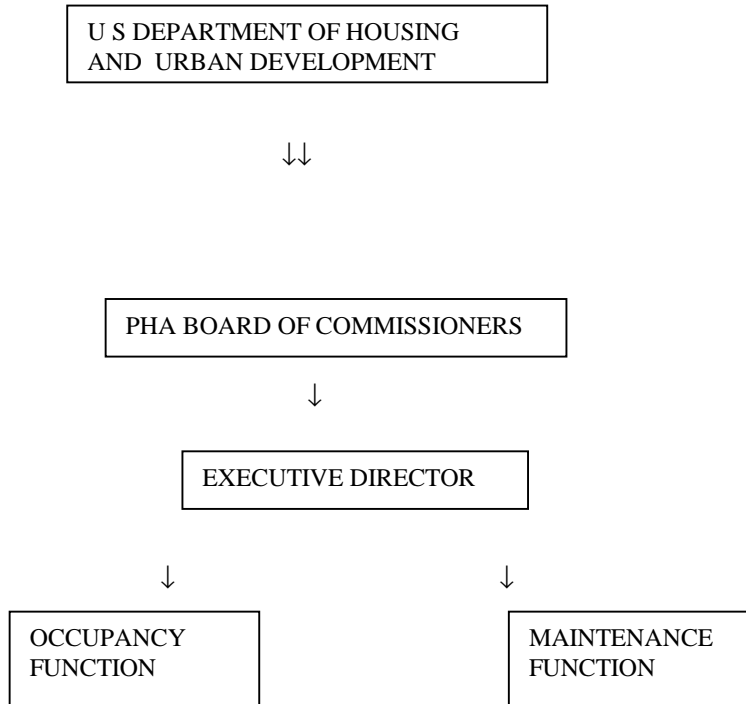 U S DEPARTMENT OF HOUSING
AND URBAN DEVELOPMENT
↓↓
PHA BOARD OF COMMISSIONERS
↓
EXECUTIVE DIRECTOR
↓ ↓
OCCUPANCY
FUNCTION
MAINTENANCE
FUNCTION